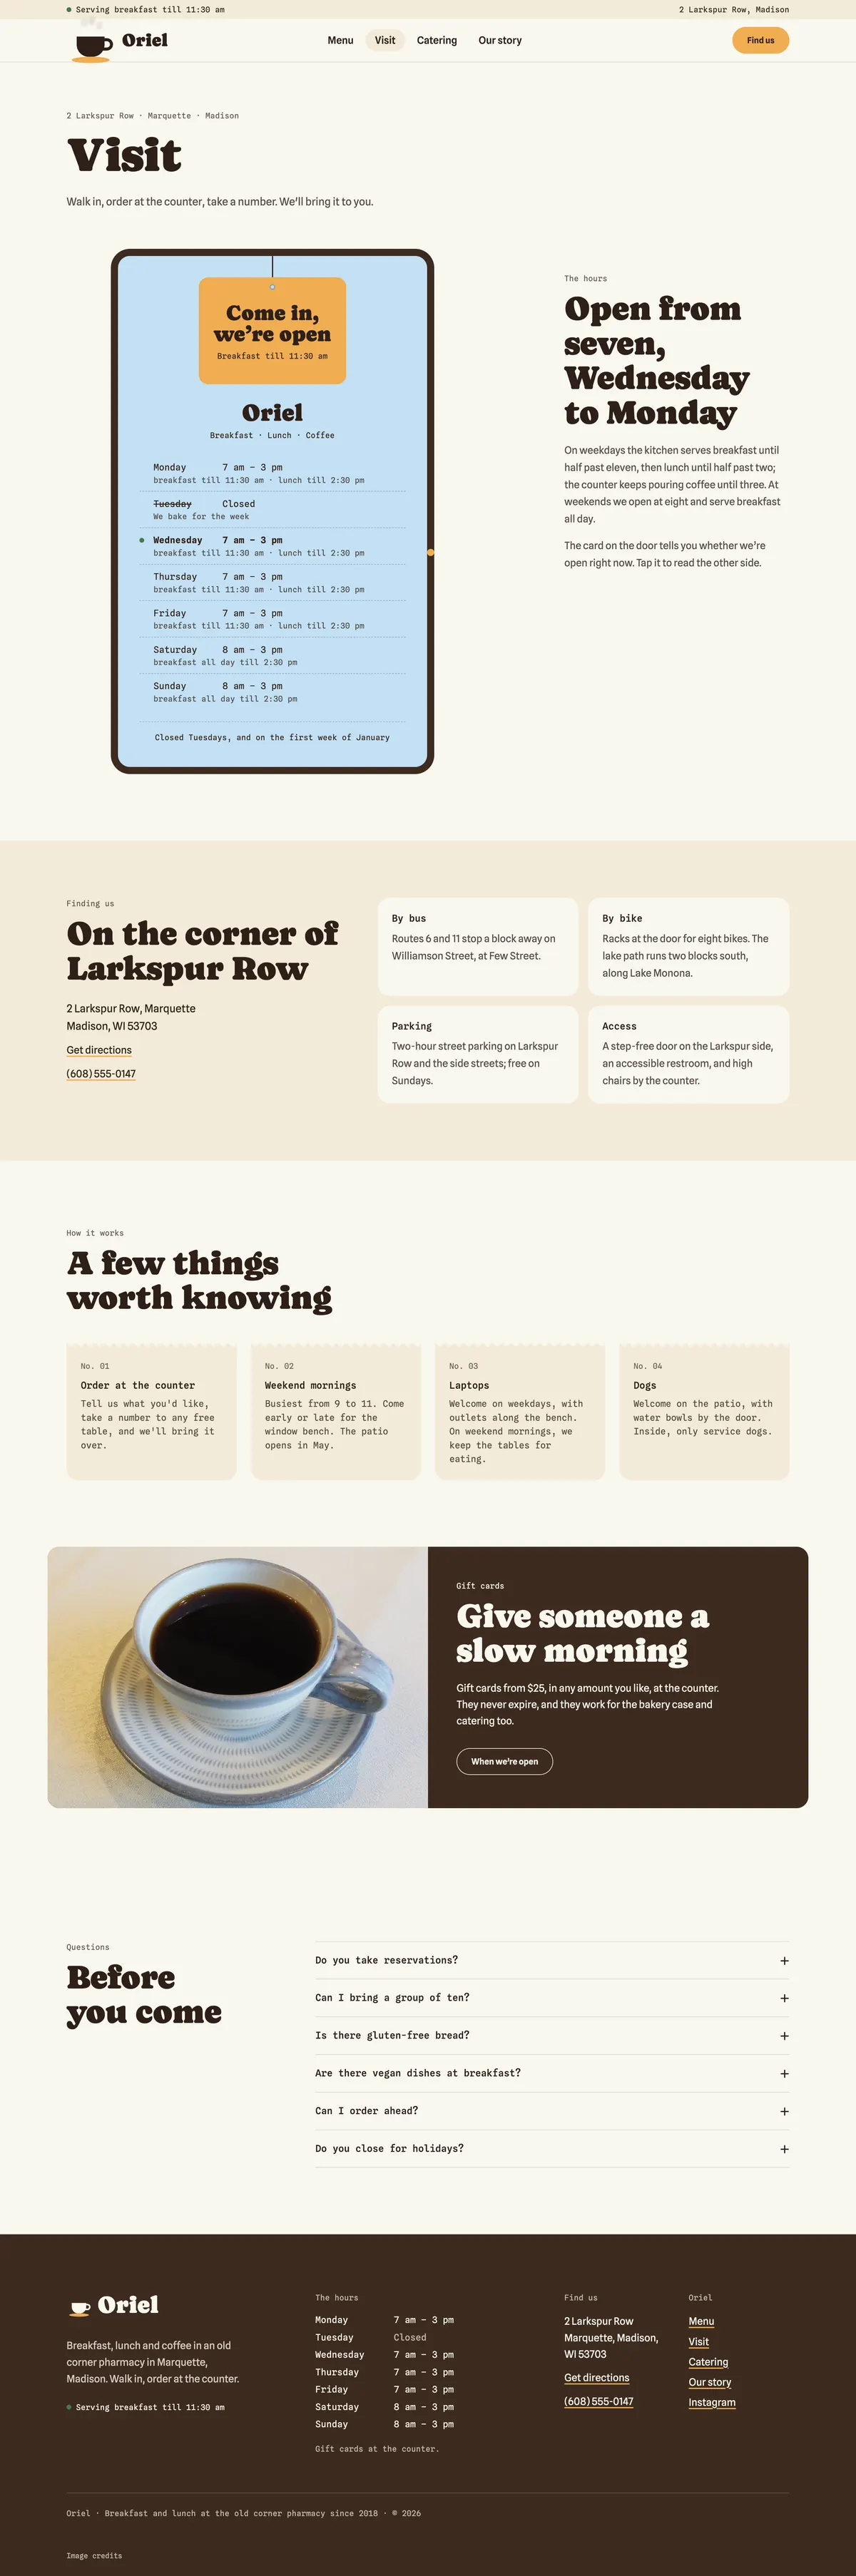 Serving breakfast till 11:30 am
2 Larkspur Row, Madison
Oriel
Menu
Visit
Catering
Our story
Find us
2 Larkspur Row · Marquette · Madison
Visit
Walk in, order at the counter, take a number. We'll bring it to you.
Come in,
we're open
Breakfast till 11:30 am
Oriel
Breakfast · Lunch · Coffee
Monday 7 am – 3 pm
breakfast till 11:30 am · lunch till 2:30 pm
Tuesday Closed
We bake for the week
Wednesday 7 am – 3 pm
breakfast till 11:30 am · lunch till 2:30 pm
Thursday 7 am – 3 pm
breakfast till 11:30 am · lunch till 2:30 pm
Friday 7 am – 3 pm
breakfast till 11:30 am · lunch till 2:30 pm
Saturday 8 am – 3 pm
breakfast all day till 2:30 pm
Sunday 8 am – 3 pm
breakfast all day till 2:30 pm
Closed Tuesdays, and on the first week of January
The hours
Open from
seven,
Wednesday
to Monday
On weekdays the kitchen serves breakfast until
half past eleven, then lunch until half past two;
the counter keeps pouring coffee until three. At
weekends we open at eight and serve breakfast
all day.
The card on the door tells you whether we're
open right now. Tap it to read the other side.
Finding us
On the corner of
Larkspur Row
2 Larkspur Row, Marquette
Madison, WI 53703
Get directions
(608) 555-0147
By bus
Routes 6 and 11 stop a block away on
Williamson Street, at Few Street.
By bike
Racks at the door for eight bikes. The
lake path runs two blocks south,
along Lake Monona.
Parking
Two-hour street parking on Larkspur
Row and the side streets; free on
Sundays.
Access
A step-free door on the Larkspur side,
an accessible restroom, and high
chairs by the counter.
How it works
A few things
worth knowing
No. 01
Order at the counter
Tell us what you'd like,
take a number to any free
table, and we'll bring it
over.
No. 02
Weekend mornings
Busiest from 9 to 11. Come
early or late for the
window bench. The patio
opens in May.
No. 03
Laptops
Welcome on weekdays, with
outlets along the bench.
On weekend mornings, we
keep the tables for
eating.
No. 04
Dogs
Welcome on the patio, with
water bowls by the door.
Inside, only service dogs.
Gift cards
Give someone a
slow morning
Gift cards from $25, in any amount you like, at the counter.
They never expire, and they work for the bakery case and
catering too.
When we're open
Questions
Before
you come
Do you take reservations?
Can I bring a group of ten?
Is there gluten-free bread?
Are there vegan dishes at breakfast?
Can I order ahead?
Do you close for holidays?
Oriel
Breakfast, lunch and coffee in an old
corner pharmacy in Marquette,
Madison. Walk in, order at the counter.
Serving breakfast till 11:30 am
The hours
Monday 7 am – 3 pm
Tuesday Closed
Wednesday 7 am – 3 pm
Thursday 7 am – 3 pm
Friday 7 am – 3 pm
Saturday 8 am – 3 pm
Sunday 8 am – 3 pm
Gift cards at the counter.
Find us
2 Larkspur Row
Marquette, Madison,
WI 53703
Get directions
(608) 555-0147
Oriel
Menu
Visit
Catering
Our story
Instagram
Oriel · Breakfast and lunch at the old corner pharmacy since 2018 · © 2026
Image credits